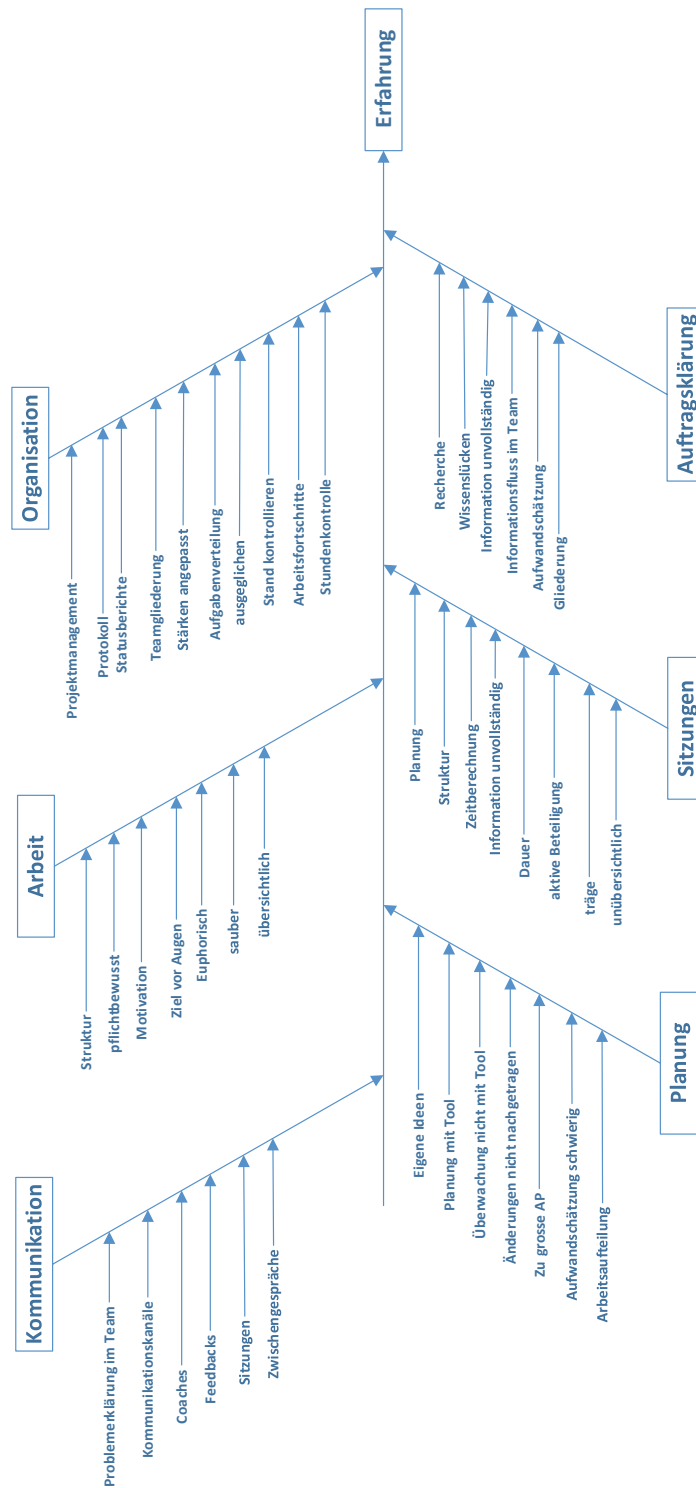 Kommunikation
Problemerklärung im Team
Kommunikationskanäle
Coaches
Feedbacks
Sitzungen
Zwischengespräche
Arbeit
Struktur
pflichtbewusst
Motivation
Ziel vor Augen
Euphorisch
sauber
übersichtlich
Organisation
Projektmanagement
Protokoll
Statusberichte
Teamgliederung
Stärken angepasst
Aufgabenverteilung
ausgeglichen
Stand kontrollieren
Arbeitsfortschritte
Stundenkontrolle
Erfahrung
Planung
Eigene Ideen
Planung mit Tool
Überwachung nicht mit Tool
Änderungen nicht nachgetragen
Zu grosse AP
Aufwandschätzung schwierig
Arbeitsaufteilung
Sitzungen
Planung
Struktur
Zeitberechnung
Information unvollständig
Dauer
aktive Beteiligung
träge
unübersichtlich
Auftragsklärung
Recherche
Wissenslücken
Information unvollständig
Informationsfluss im Team
Aufwandschätzung
Gliederung